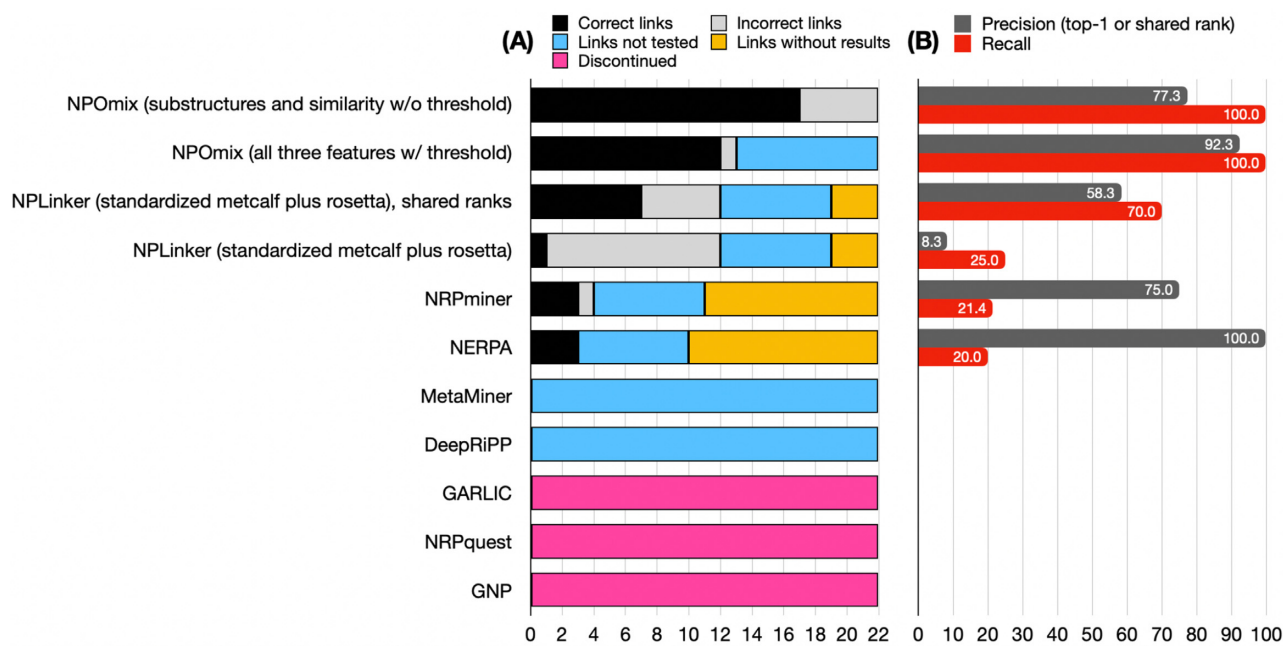 (A)
Correct links
Incorrect links
Links not tested
Links without results
Discontinued
(B)
Precision (top-1 or shared rank)
Recall
NPOmix (substructures and similarity w/o threshold)
77.3
100.0
NPOmix (all three features w/ threshold)
92.3
100.0
NPLinker (standardized metcalf plus rosetta), shared ranks
58.3
70.0
NPLinker (standardized metcalf plus rosetta)
8.3
25.0
NRPminer
75.0
21.4
NERPA
100.0
20.0
MetaMiner
DeepRiPP
GARLIC
NRPquest
GNP
0 2 4 6 8 10 12 14 16 18 20 22
0 10 20 30 40 50 60 70 80 90 100